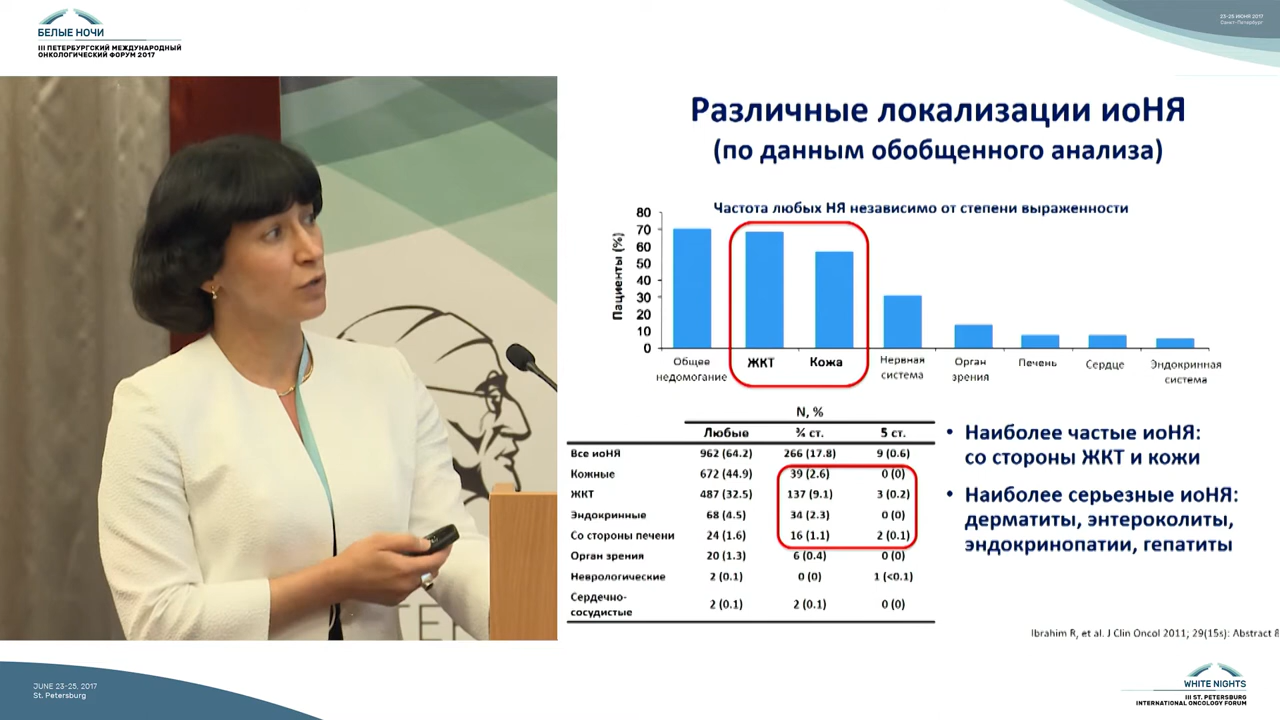 БЕЛЫЕ НОЧИ
III ПЕТЕРБУРГСКИЙ МЕЖДУНАРОДНЫЙ
ОНКОЛОГИЧЕСКИЙ ФОРУМ 2017
23-25 ИЮНЯ 2017
Санкт-Петербург
Различные локализации иоНЯ
(по данным обобщенного анализа)
Частота любых НЯ независимо от степени выраженности
Пациенты (%)
80
70
60
50
40
30
20
10
0
Общее недомогание
ЖКТ
Кожа
Нервная система
Орган зрения
Печень
Сердце
Эндокринная система
N, %
Любые ¾ ст. 5 ст.
Все иоНЯ 962 (64.2) 266 (17.8) 9 (0.6)
Кожные 672 (44.9) 39 (2.6) 0 (0)
ЖКТ 487 (32.5) 137 (9.1) 3 (0.2)
Эндокринные 68 (4.5) 34 (2.3) 0 (0)
Со стороны печени 24 (1.6) 16 (1.1) 2 (0.1)
Орган зрения 20 (1.3) 6 (0.4) 0 (0)
Неврологические 2 (0.1) 0 (0) 1 (<0.1)
Сердечно-
сосудистые 2 (0.1) 2 (0.1) 0 (0)
• Наиболее частые иоНЯ:
со стороны ЖКТ и кожи
• Наиболее серьезные иоНЯ:
дерматиты, энтероколиты,
эндокринопатии, гепатиты
Ibrahim R, et al. J Clin Oncol 2011; 29(15s): Abstract 8
JUNE 23-25, 2017
St. Petersburg
WHITE NIGHTS
III ST. PETERSBURG
INTERNATIONAL ONCOLOGY FORUM